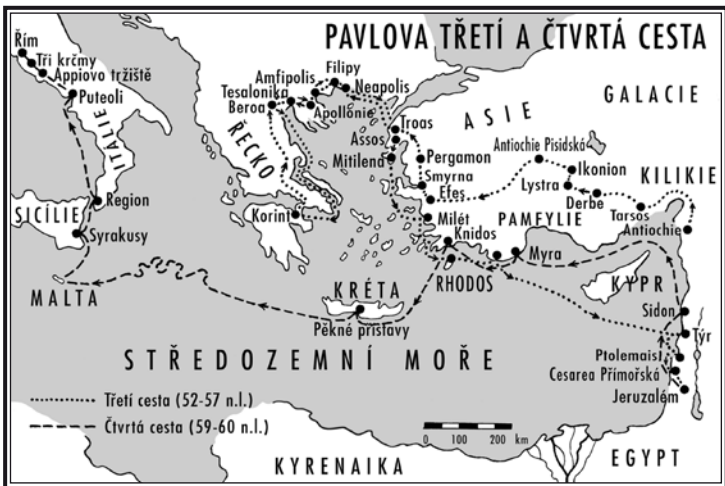 PAVLOVA TŘETÍ A ČTVRTÁ CESTA
Řím
Tři krčmy
Appiovo tržiště
Puteoli
ITÁLIE
Region
SICÍLIE
Syrakusy
MALTA
Filipy
Amfipolis
Neapolis
Tesalonika
Beroa
Apollónie
ŘECKO
Korint
Troas
Assos
Mitilena
Pergamon
Smyrna
Efes
Milét
Knidos
ASIE
GALACIE
Antiochie Pisidská
Ikonion
Lystra
Derbe
KILIKIE
Tarsos
Antiochie
PAMFYLIE
Myra
RHODOS
KRÉTA
Pěkné přístavy
KYPR
Sidon
Týr
Ptolemais
Cesarea Přímořská
Jeruzalém
STŘEDOZEMNÍ MOŘE
Třetí cesta (52-57 n.l.)
Čtvrtá cesta (59-60 n.l.)
0 100 200
km
KYRENAIKA
EGYPT